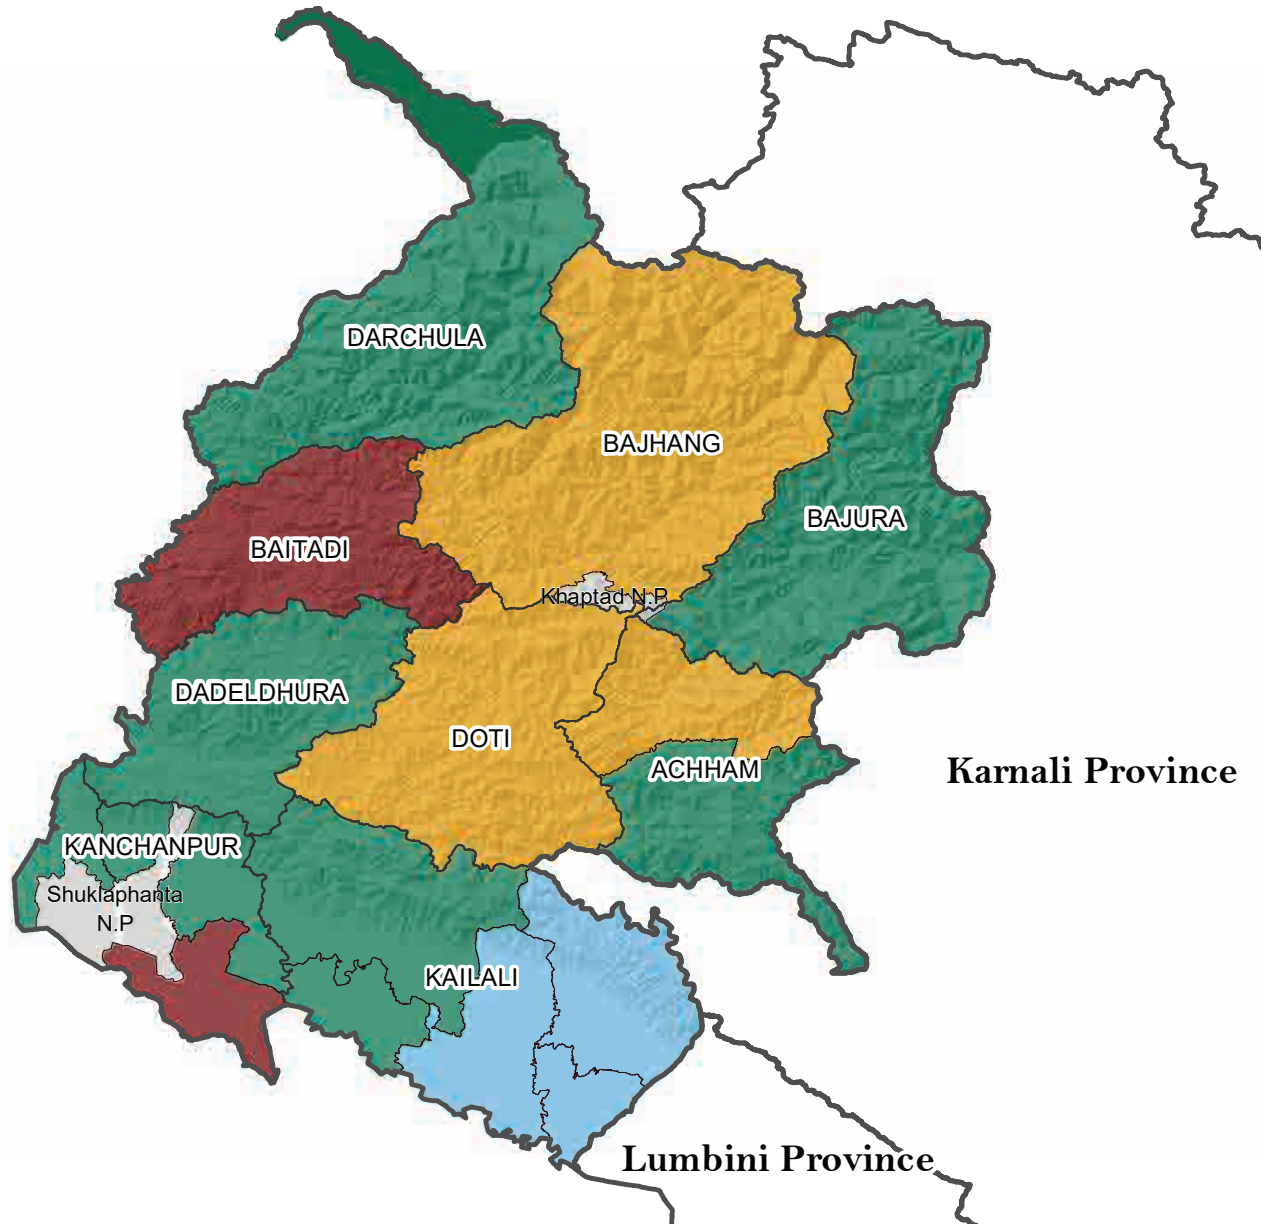 DARCHULA
BAJHANG
BAJURA
BAITADI
Khaptad N.P
DADELDHURA
DOTI
ACHHAM
Karnali Province
KANCHANPUR
Shuklaphanta
N.P
KAILALI
Lumbini Province